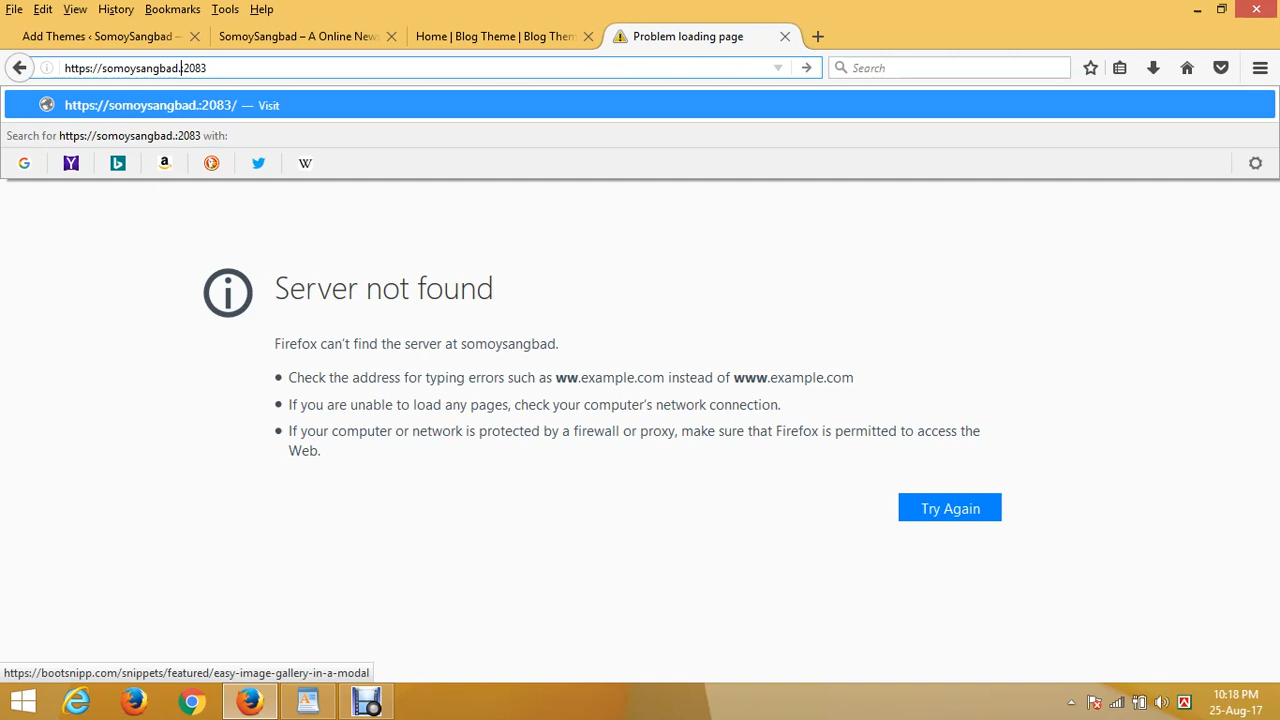 File Edit View History Bookmarks Tools Help
Add Themes ‹ SomoySangbad —
SomoySangbad – A Online News
Home | Blog Theme | Blog Them
Problem loading page
https://somoysangbad.:2083
Search
https://somoysangbad.:2083/ — Visit
Search for https://somoysangbad.:2083 with:
Server not found
Firefox can’t find the server at somoysangbad.
Check the address for typing errors such as ww.example.com instead of www.example.com
If you are unable to load any pages, check your computer’s network connection.
If your computer or network is protected by a firewall or proxy, make sure that Firefox is permitted to access the
Web.
Try Again
https://bootsnipp.com/snippets/featured/easy-image-gallery-in-a-modal
10:18 PM
25-Aug-17